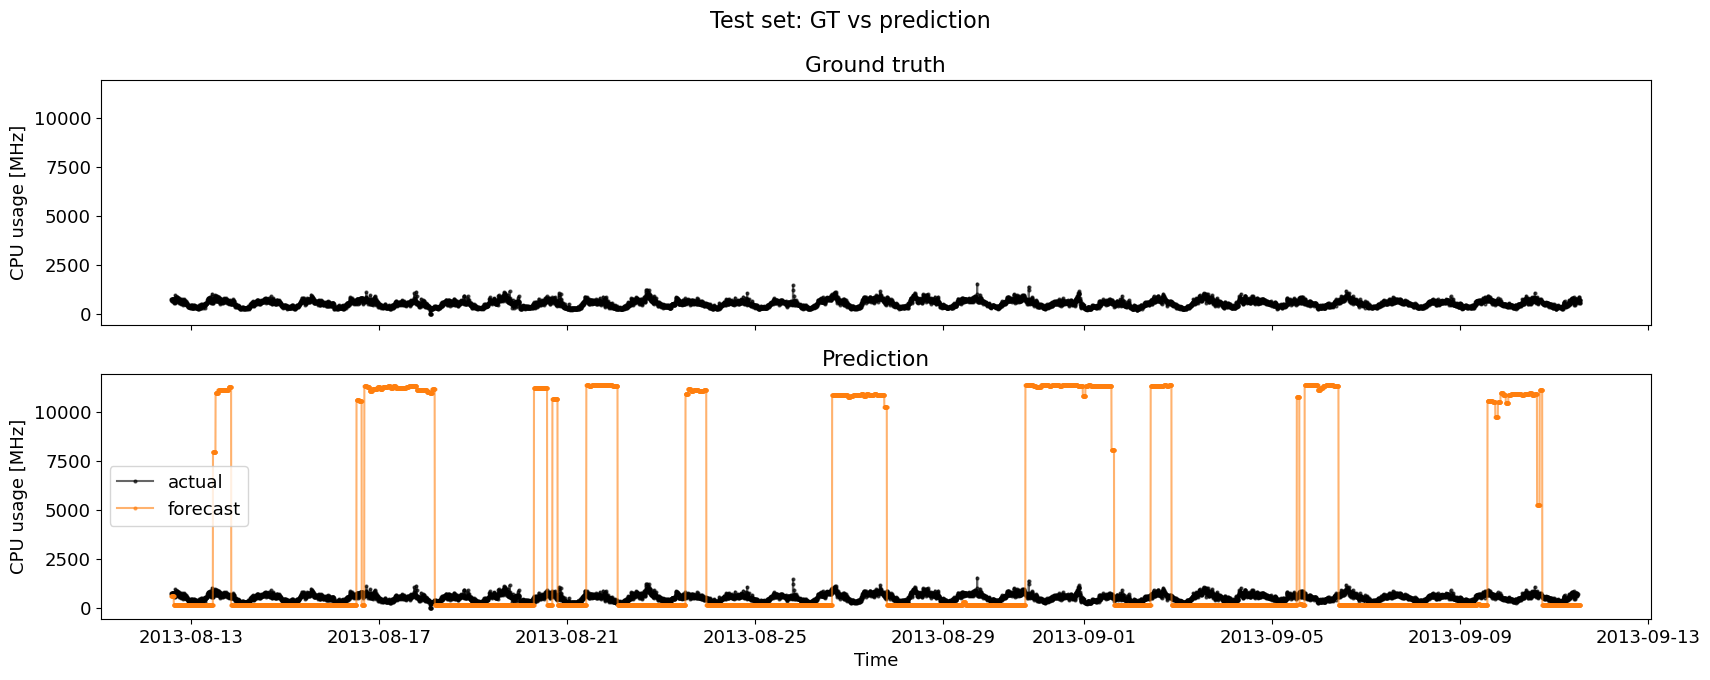 Test set: GT vs prediction
Ground truth
CPU usage [MHz]
10000
7500
5000
2500
0
Prediction
CPU usage [MHz]
10000
7500
5000
2500
0
actual
forecast
2013-08-13 2013-08-17 2013-08-21 2013-08-25 2013-08-29 2013-09-01 2013-09-05 2013-09-09 2013-09-13
Time